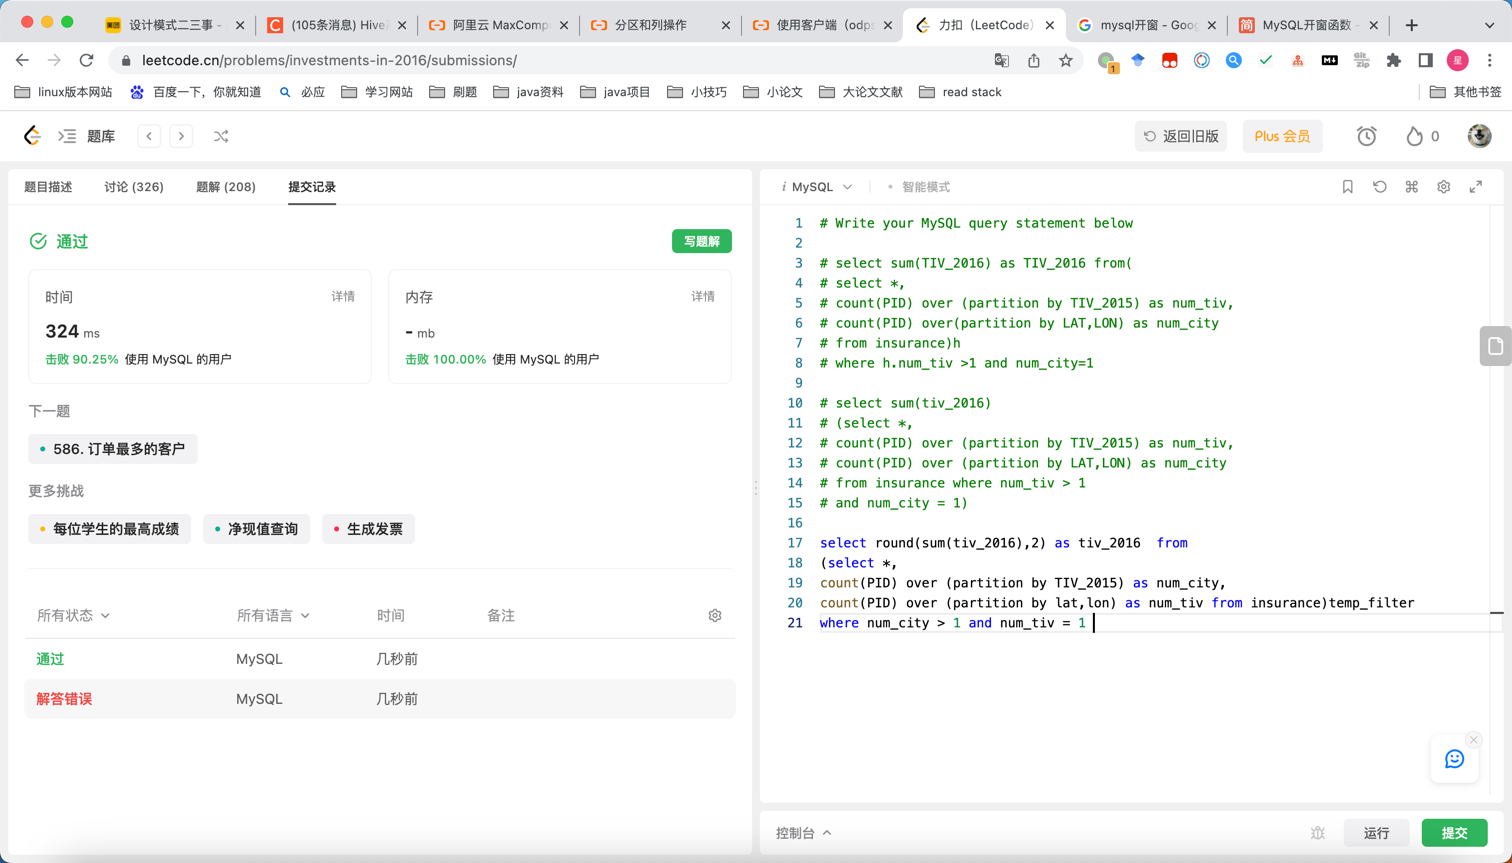 美团 设计模式二三事 -
(105条消息) Hive
阿里云 MaxComp
分区和列操作
使用客户端（odps
力扣（LeetCode）
mysql开窗 - Goog
简 MySQL开窗函数 -
leetcode.cn/problems/investments-in-2016/submissions/
1
M↓
Git Zip
星
linux版本网站
百度一下，你就知道
必应
学习网站
刷题
java资料
java项目
小技巧
小论文
大论文文献
read stack
其他书签
题库
返回旧版
Plus 会员
0
题目描述
讨论 (326)
题解 (208)
提交记录
通过
写题解
时间
详情
324 ms
击败 90.25% 使用 MySQL 的用户
内存
详情
- mb
击败 100.00% 使用 MySQL 的用户
下一题
586. 订单最多的客户
更多挑战
每位学生的最高成绩
净现值查询
生成发票
所有状态 所有语言 时间 备注
通过 MySQL 几秒前
解答错误 MySQL 几秒前
i MySQL
智能模式
1 # Write your MySQL query statement below
2
3 # select sum(TIV_2016) as TIV_2016 from(
4 # select *,
5 # count(PID) over (partition by TIV_2015) as num_tiv,
6 # count(PID) over(partition by LAT,LON) as num_city
7 # from insurance)h
8 # where h.num_tiv >1 and num_city=1
9
10 # select sum(tiv_2016)
11 # (select *,
12 # count(PID) over (partition by TIV_2015) as num_tiv,
13 # count(PID) over (partition by LAT,LON) as num_city
14 # from insurance where num_tiv > 1
15 # and num_city = 1)
16
17 select round(sum(tiv_2016),2) as tiv_2016  from
18 (select *,
19 count(PID) over (partition by TIV_2015) as num_city,
20 count(PID) over (partition by lat,lon) as num_tiv from insurance)temp_filter
21 where num_city > 1 and num_tiv = 1
控制台
运行
提交